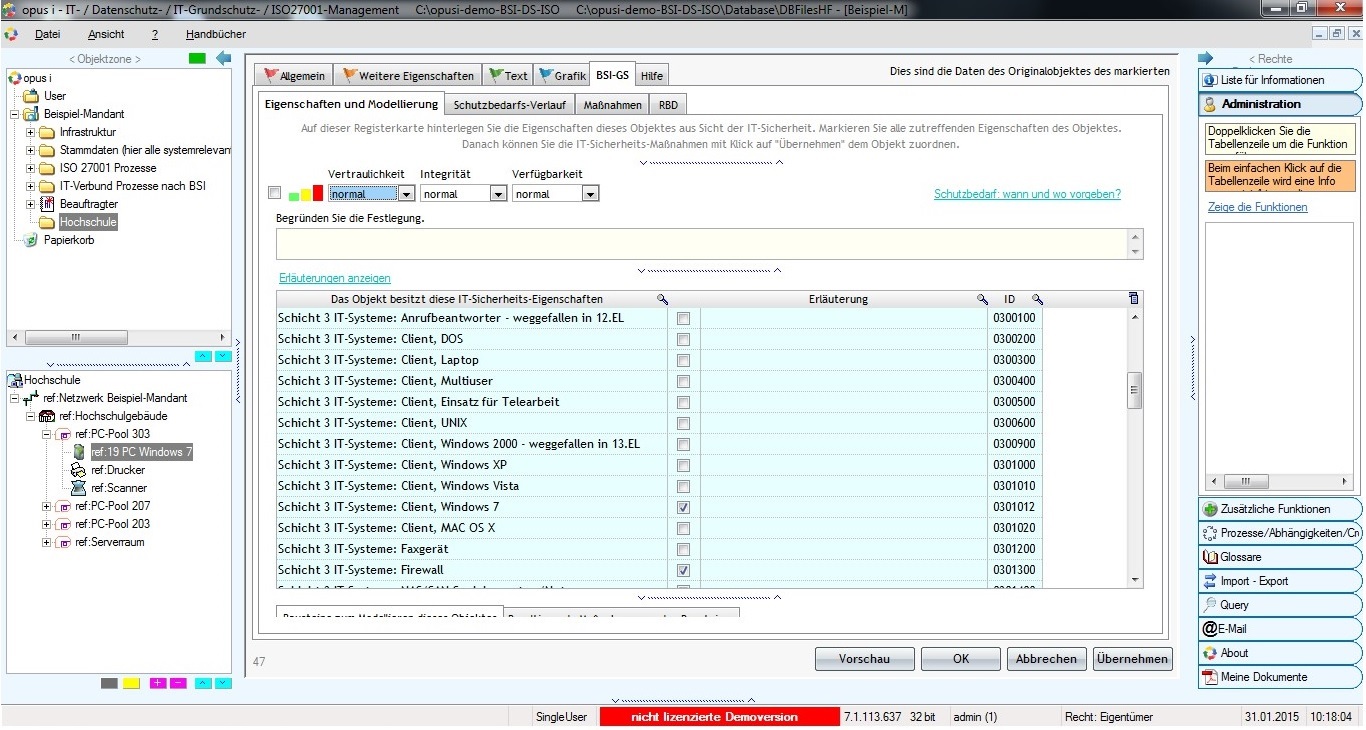 opus i - IT- / Datenschutz- / IT-Grundschutz- / ISO27001-Management C:\opusi-demo-BSI-DS-ISO C:\opusi-demo-BSI-DS-ISO\Database\DBFilesHF - [Beispiel-M]
Datei Ansicht ? Handbücher
< Objektzone >
opus i
User
Beispiel-Mandant
Infrastruktur
Stammdaten (hier alle systemrelevan
ISO 27001 Prozesse
IT-Verbund Prozesse nach BSI
Beauftragter
Hochschule
Papierkorb
Hochschule
ref:Netzwerk Beispiel-Mandant
ref:Hochschulgebäude
ref:PC-Pool 303
ref:19 PC Windows 7
ref:Drucker
ref:Scanner
ref:PC-Pool 207
ref:PC-Pool 203
ref:Serverraum
Allgemein Weitere Eigenschaften Text Grafik BSI-GS Hilfe
Dies sind die Daten des Originalobjektes des markierten
Eigenschaften und Modellierung Schutzbedarfs-Verlauf Maßnahmen RBD
Auf dieser Registerkarte hinterlegen Sie die Eigenschaften dieses Objektes aus Sicht der IT-Sicherheit. Markieren Sie alle zutreffenden Eigenschaften des Objektes.
Danach können Sie die IT-Sicherheits-Maßnahmen mit Klick auf "Übernehmen" dem Objekt zuordnen.
Vertraulichkeit Integrität Verfügbarkeit
normal normal normal
Schutzbedarf: wann und wo vorgeben?
Begründen Sie die Festlegung.
Erläuterungen anzeigen
Das Objekt besitzt diese IT-Sicherheits-Eigenschaften Erläuterung ID
Schicht 3 IT-Systeme: Anrufbeantworter - weggefallen in 12.EL 0300100
Schicht 3 IT-Systeme: Client, DOS 0300200
Schicht 3 IT-Systeme: Client, Laptop 0300300
Schicht 3 IT-Systeme: Client, Multiuser 0300400
Schicht 3 IT-Systeme: Client, Einsatz für Telearbeit 0300500
Schicht 3 IT-Systeme: Client, UNIX 0300600
Schicht 3 IT-Systeme: Client, Windows 2000 - weggefallen in 13.EL 0300900
Schicht 3 IT-Systeme: Client, Windows XP 0301000
Schicht 3 IT-Systeme: Client, Windows Vista 0301010
Schicht 3 IT-Systeme: Client, Windows 7 0301012
Schicht 3 IT-Systeme: Client, MAC OS X 0301020
Schicht 3 IT-Systeme: Faxgerät 0301200
Schicht 3 IT-Systeme: Firewall 0301300
47
Vorschau OK Abbrechen Übernehmen
< Rechte
Liste für Informationen
Administration
Doppelklicken Sie die
Tabellenzeile um die Funktion
Beim einfachen Klick auf die
Tabellenzeile wird eine Info
Zeige die Funktionen
Zusätzliche Funktionen
Prozesse/Abhängigkeiten/Cn
Glossare
Import - Export
Query
E-Mail
About
Meine Dokumente
SingleUser nicht lizenzierte Demoversion 7.1.113.637 32 bit admin (1) Recht: Eigentümer 31.01.2015 10:18:04